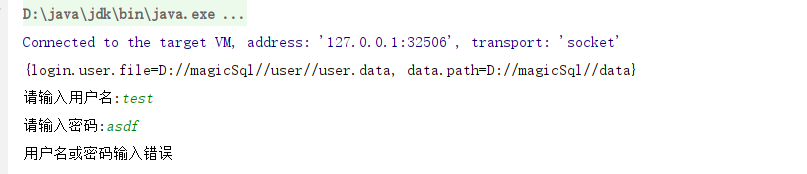 D:\java\jdk\bin\java.exe ...
Connected to the target VM, address: '127.0.0.1:32506', transport: 'socket'
{login.user.file=D://magicSql//user//user.data, data.path=D://magicSql//data}
请输入用户名:test
请输入密码:asdf
用户名或密码输入错误